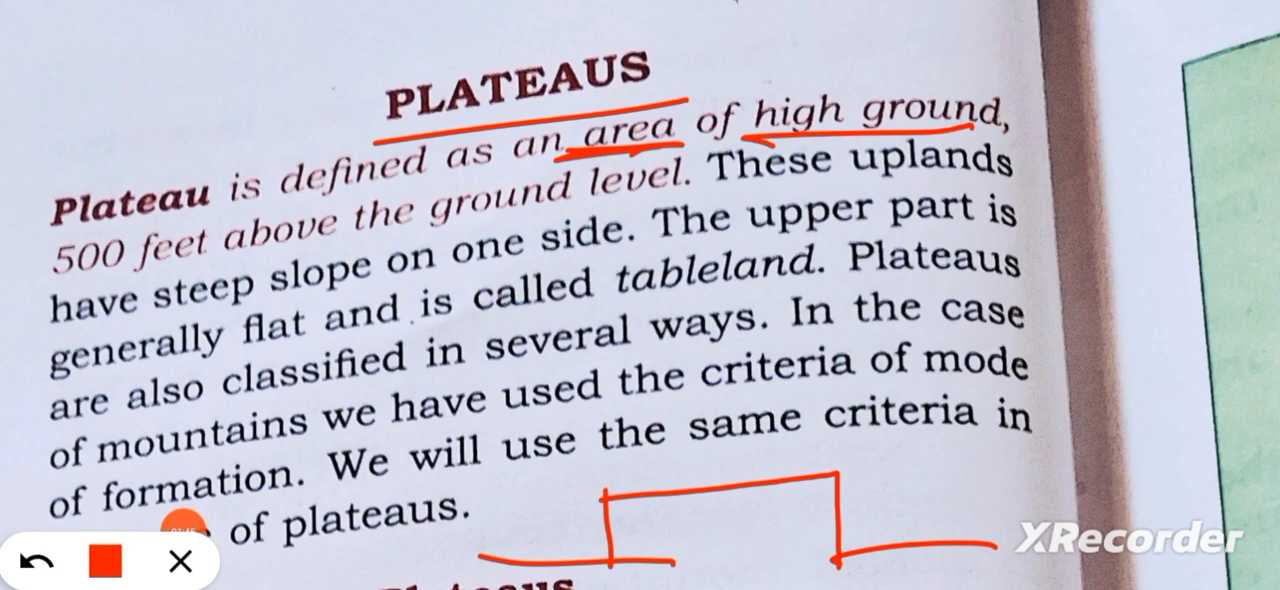 PLATEAUS
Plateau is defined as an area of high ground,
500 feet above the ground level. These uplands
have steep slope on one side. The upper part is
generally flat and is called tableland. Plateaus
are also classified in several ways. In the case
of mountains we have used the criteria of mode
of formation. We will use the same criteria in
of plateaus.
XRecorder